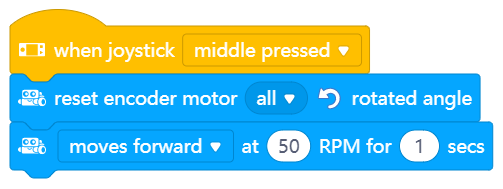 when joystick middle pressed
reset encoder motor all rotated angle
moves forward at 50 RPM for 1 secs